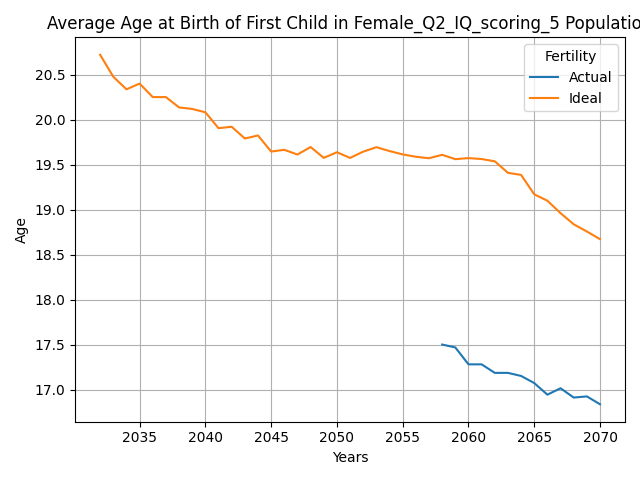 Average Age at Birth of First Child in Female_Q2_IQ_scoring_5 Populatio
Fertility
Actual
Ideal
20.5
20.0
19.5
19.0
18.5
18.0
17.5
17.0
Age
2035 2040 2045 2050 2055 2060 2065 2070
Years